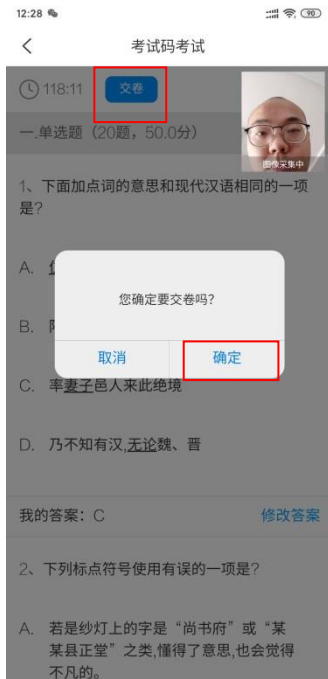 12:28
90
考试码考试
118:11
交卷
一.单选题（20题，50.0分）
图像采集中
1、下面加点词的意思和现代汉语相同的一项
是?
A.
您确定要交卷吗?
B.
取消
确定
C. 率妻子邑人来此绝境
D. 乃不知有汉,无论魏、晋
我的答案：C
修改答案
2、下列标点符号使用有误的一项是?
A. 若是纱灯上的字是“尚书府”或“某
某县正堂”之类,懂得了意思,也会觉得
不凡的。